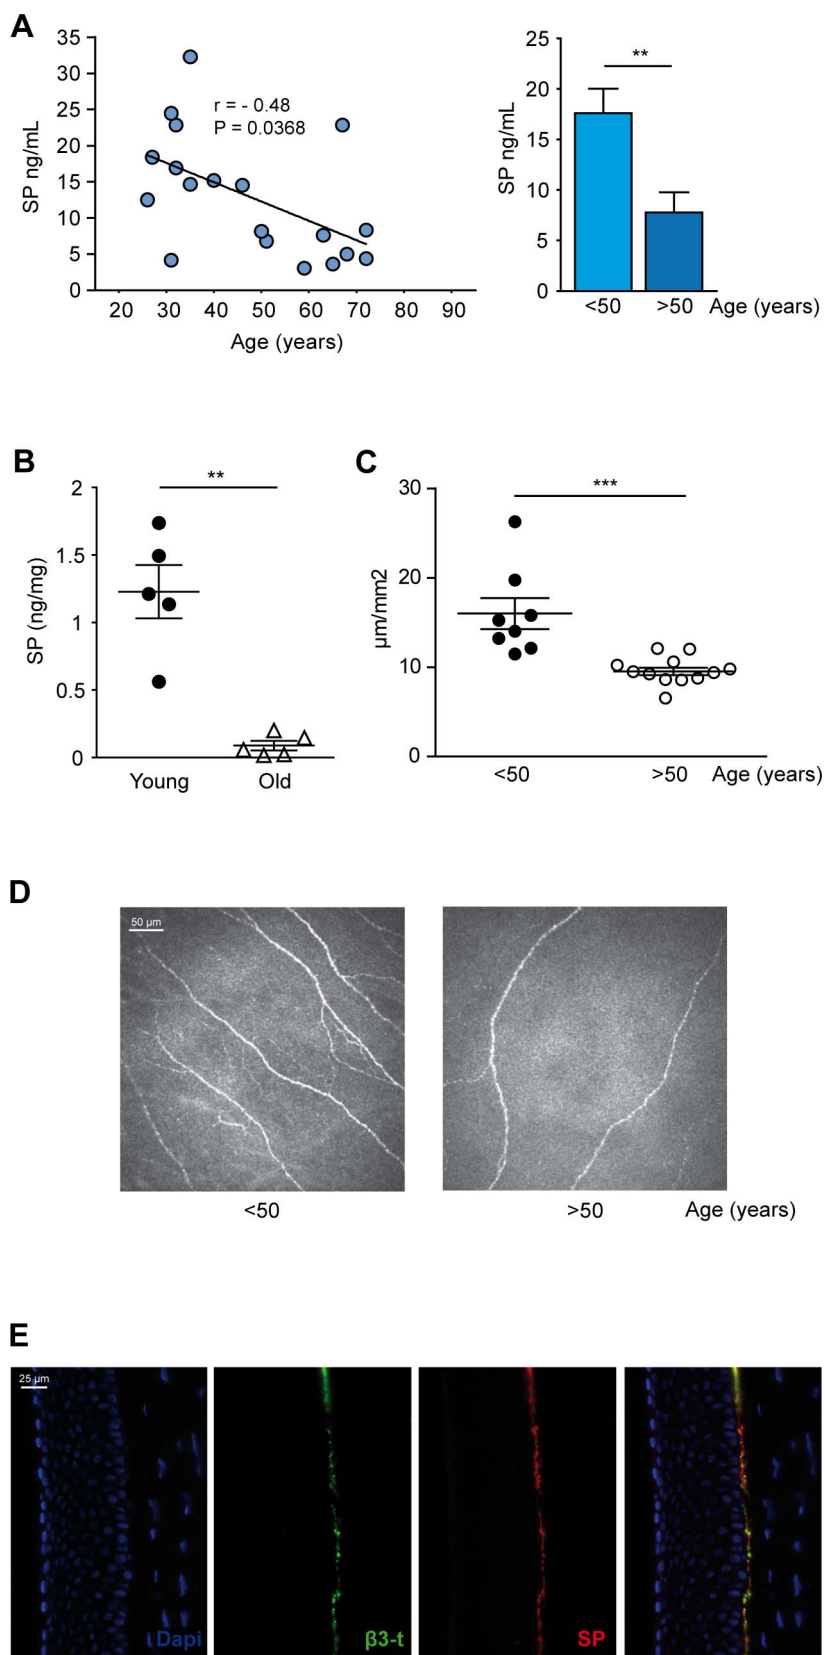 A
35
30
25
20
15
10
5
0
SP ng/mL
r = - 0.48
P = 0.0368
20 30 40 50 60 70 80 90
Age (years)
25
20
15
10
5
0
SP ng/mL
**
<50 >50 Age (years)
B
2
1.5
1
0.5
0
SP (ng/mg)
**
Young Old
C
30
20
10
0
µm/mm2
***
<50 >50 Age (years)
D
50 µm
<50 >50 Age (years)
E
25 µm
Dapi β3-t SP